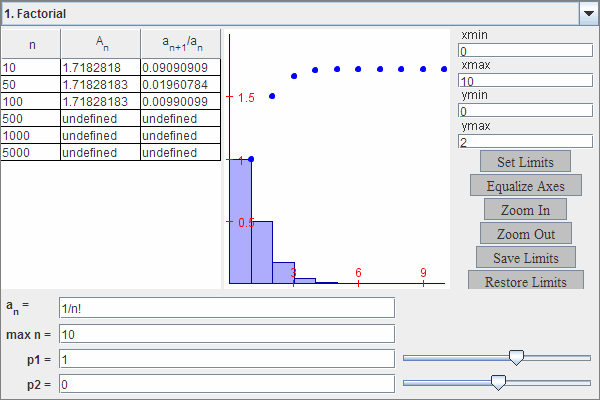 1. Factorial
n An an+1/an
10 1.7182818 0.09090909
50 1.71828183 0.01960784
100 1.71828183 0.00990099
500 undefined undefined
1000 undefined undefined
5000 undefined undefined
1.5
1
0.5
3 6 9
xmin
0
xmax
10
ymin
0
ymax
2
Set Limits
Equalize Axes
Zoom In
Zoom Out
Save Limits
Restore Limits
an = 1/n!
max n = 10
p1 = 1
p2 = 0